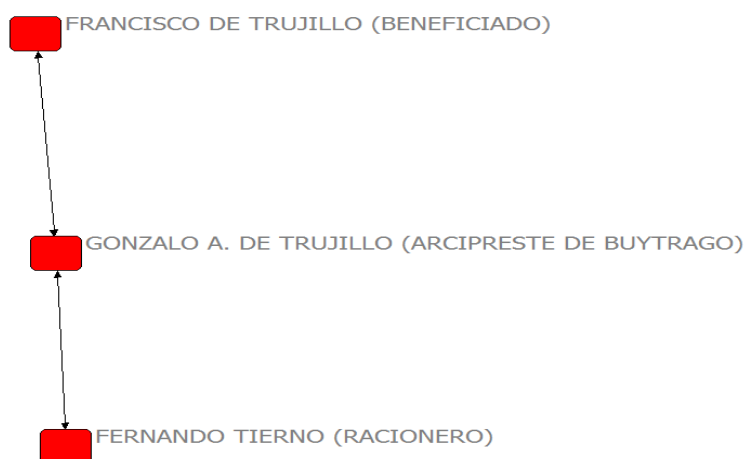 FRANCISCO DE TRUJILLO (BENEFICIADO)
GONZALO A. DE TRUJILLO (ARCIPRESTE DE BUYTRAGO)
FERNANDO TIERNO (RACIONERO)